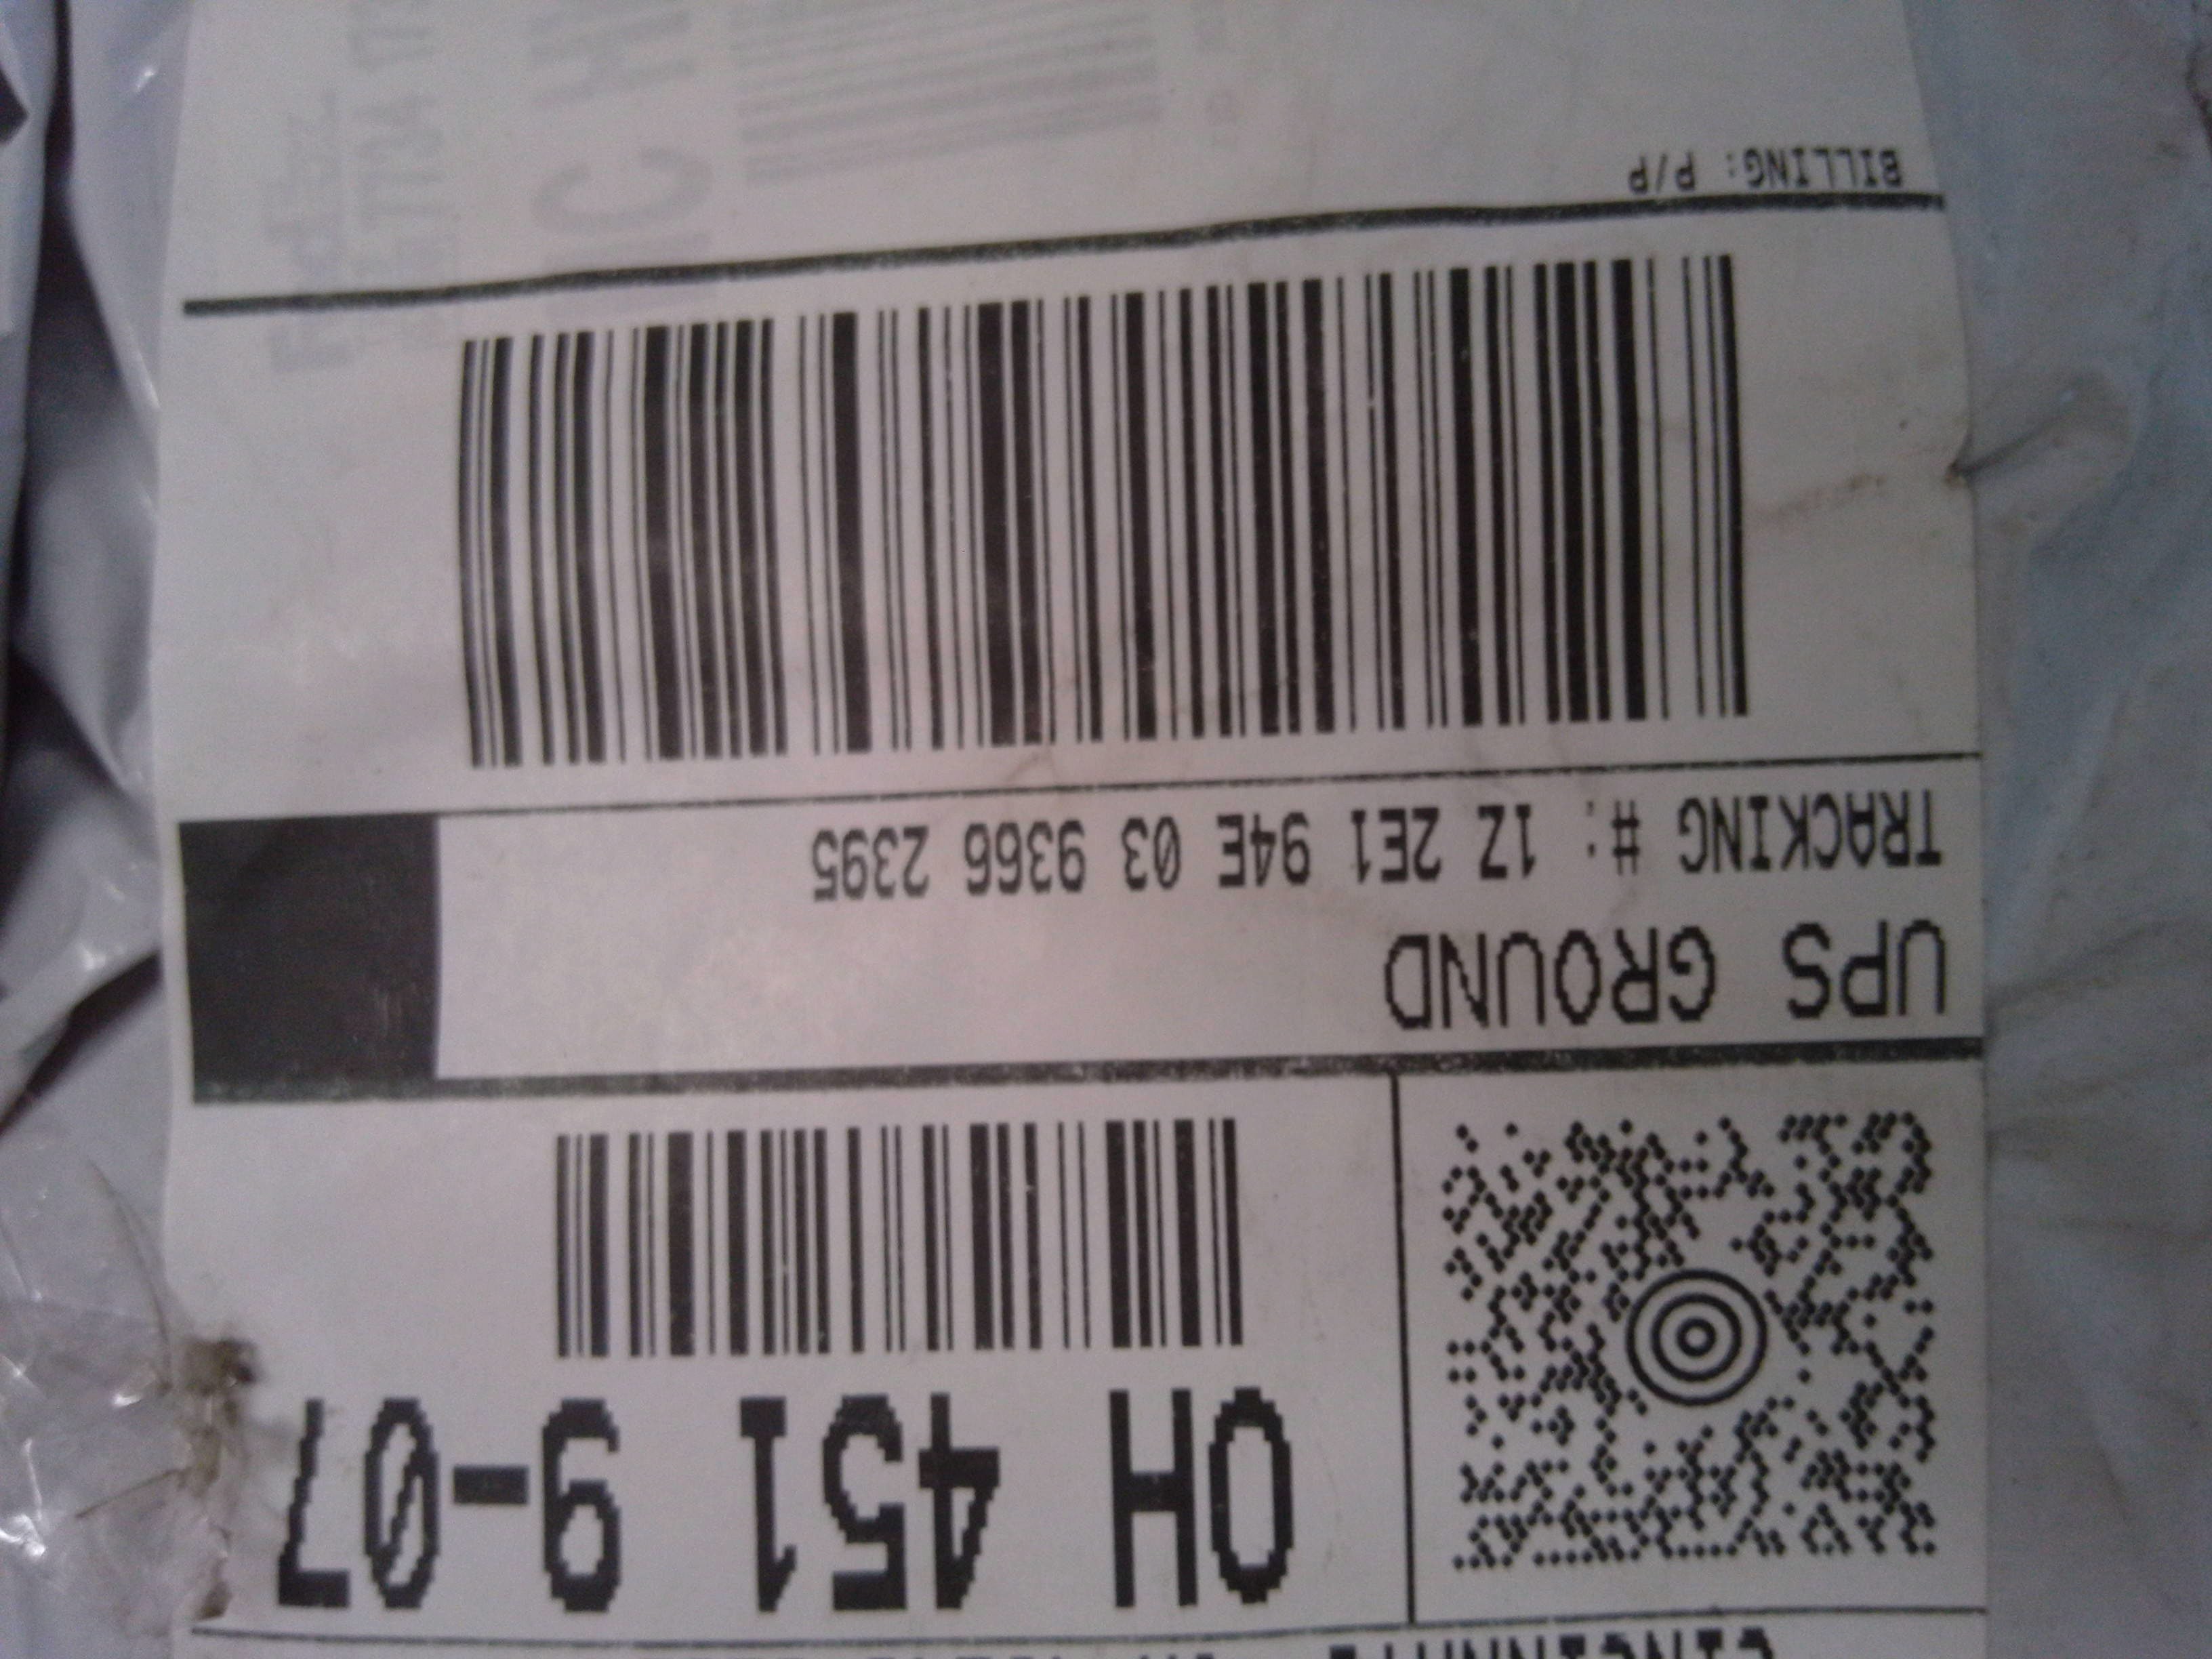 OH 451 9-07
UPS GROUND
TRACKING #: 1Z 2E1 94E 03 9366 2395
BILLING: P/P